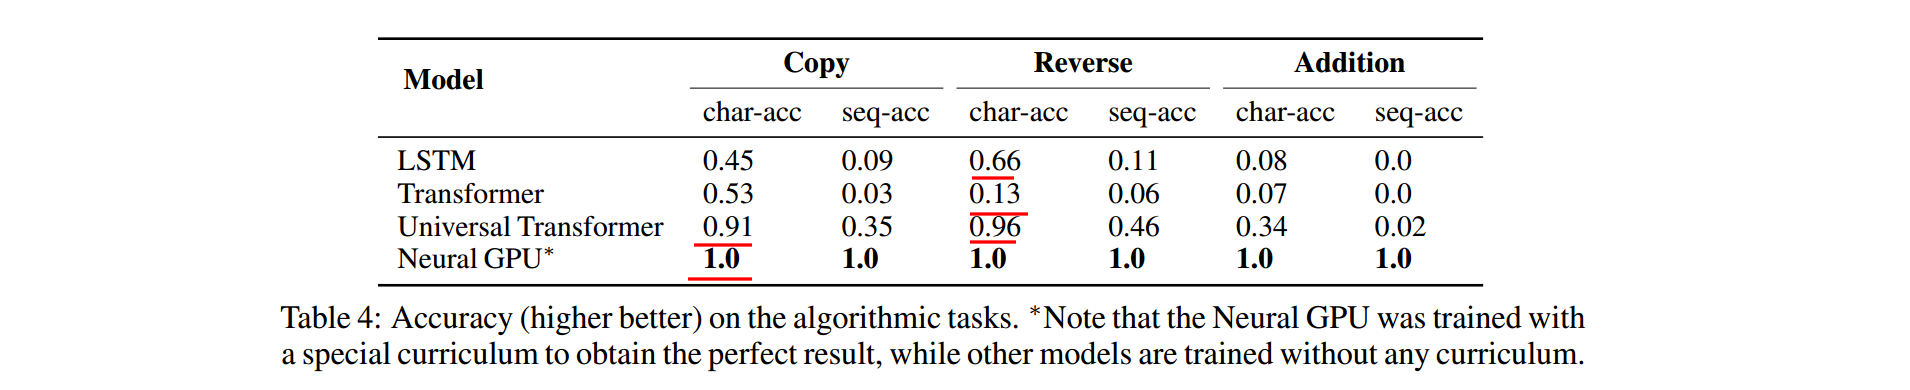 Model Copy Reverse Addition
char-acc seq-acc char-acc seq-acc char-acc seq-acc
LSTM 0.45 0.09 0.66 0.11 0.08 0.0
Transformer 0.53 0.03 0.13 0.06 0.07 0.0
Universal Transformer 0.91 0.35 0.96 0.46 0.34 0.02
Neural GPU* 1.0 1.0 1.0 1.0 1.0 1.0
Table 4: Accuracy (higher better) on the algorithmic tasks. *Note that the Neural GPU was trained with
a special curriculum to obtain the perfect result, while other models are trained without any curriculum.